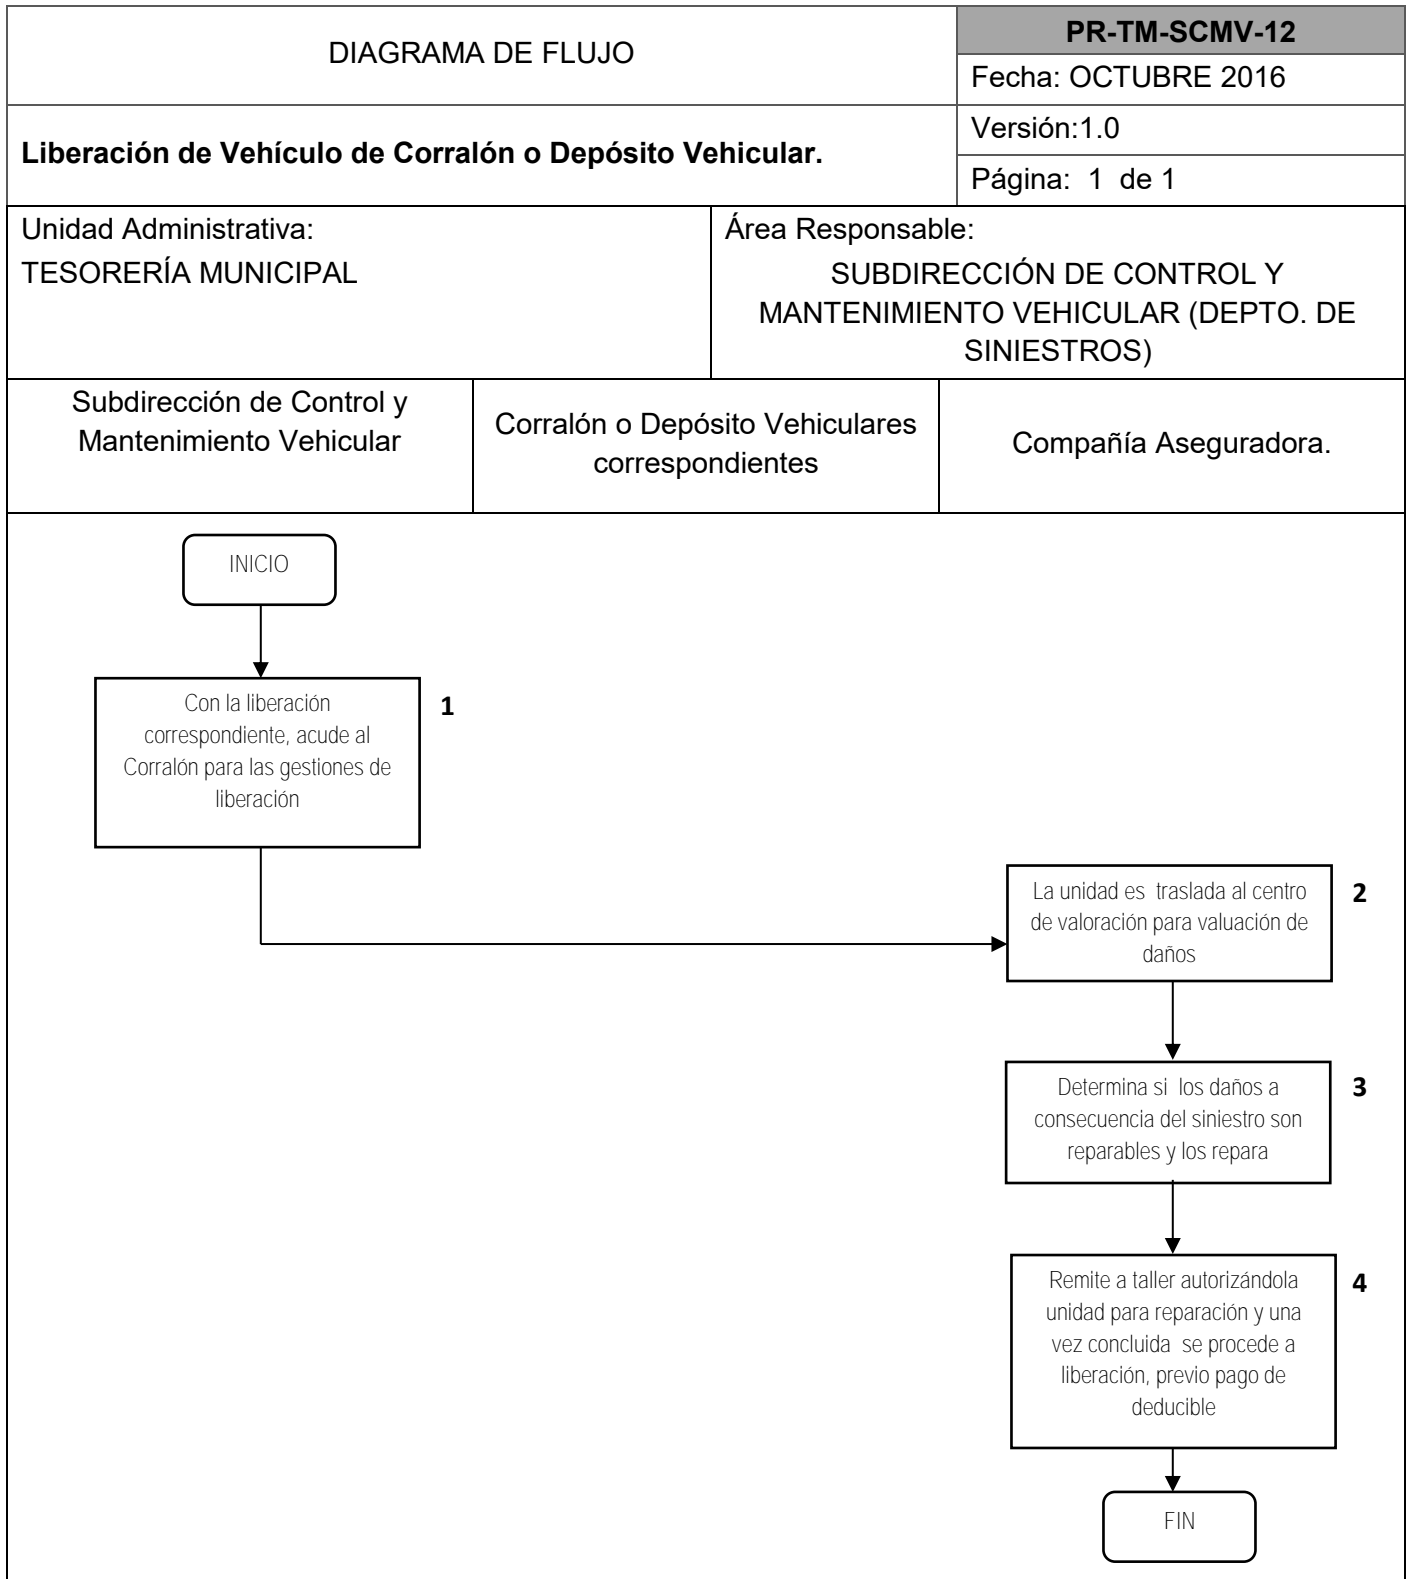 DIAGRAMA DE FLUJO
PR-TM-SCMV-12
Fecha: OCTUBRE 2016
Liberación de Vehículo de Corralón o Depósito Vehicular.
Versión:1.0
Página: 1 de 1
Unidad Administrativa:
TESORERÍA MUNICIPAL
Área Responsable:
SUBDIRECCIÓN DE CONTROL Y
MANTENIMIENTO VEHICULAR (DEPTO. DE
SINIESTROS)
Subdirección de Control y
Mantenimiento Vehicular
Corralón o Depósito Vehiculares
correspondientes
Compañía Aseguradora.
INICIO
Con la liberación
correspondiente, acude al
Corralón para las gestiones de
liberación
1
La unidad es traslada al centro
de valoración para valuación de
daños
2
Determina si los daños a
consecuencia del siniestro son
reparables y los repara
3
Remite a taller autorizándola
unidad para reparación y una
vez concluida se procede a
liberación, previo pago de
deducible
4
FIN